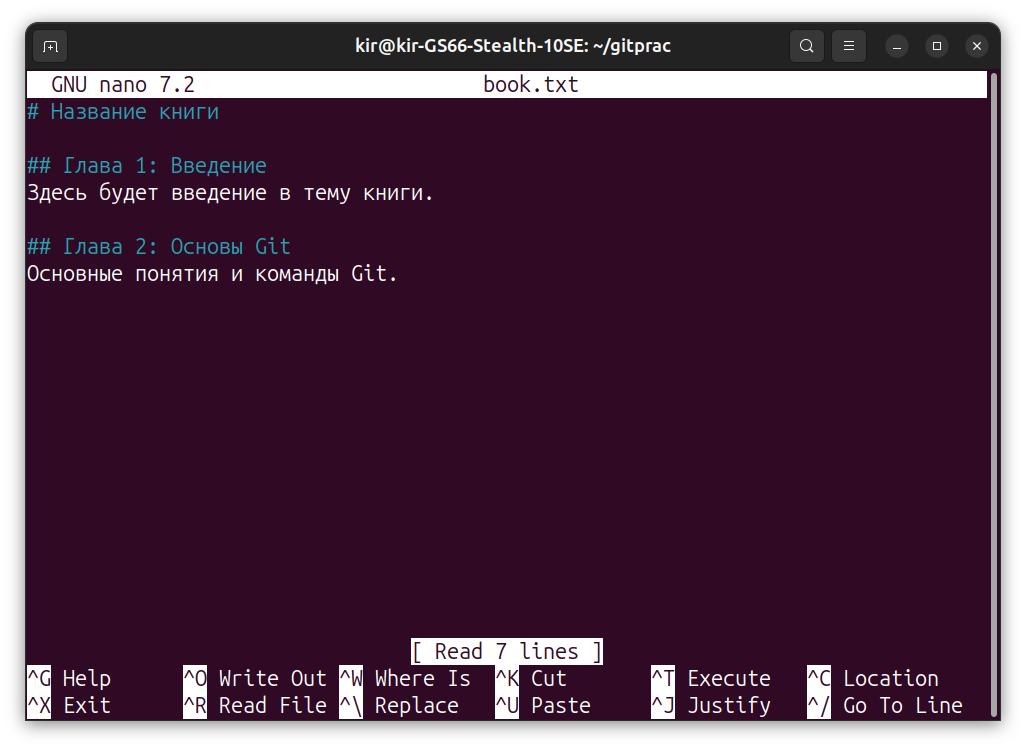 kir@kir-GS66-Stealth-10SE: ~/gitprac
GNU nano 7.2 book.txt
# Название книги
## Глава 1: Введение
Здесь будет введение в тему книги.
## Глава 2: Основы Git
Основные понятия и команды Git.
[ Read 7 lines ]
^G Help ^O Write Out ^W Where Is ^K Cut ^T Execute ^C Location
^X Exit ^R Read File ^\ Replace ^U Paste ^J Justify ^/ Go To Line